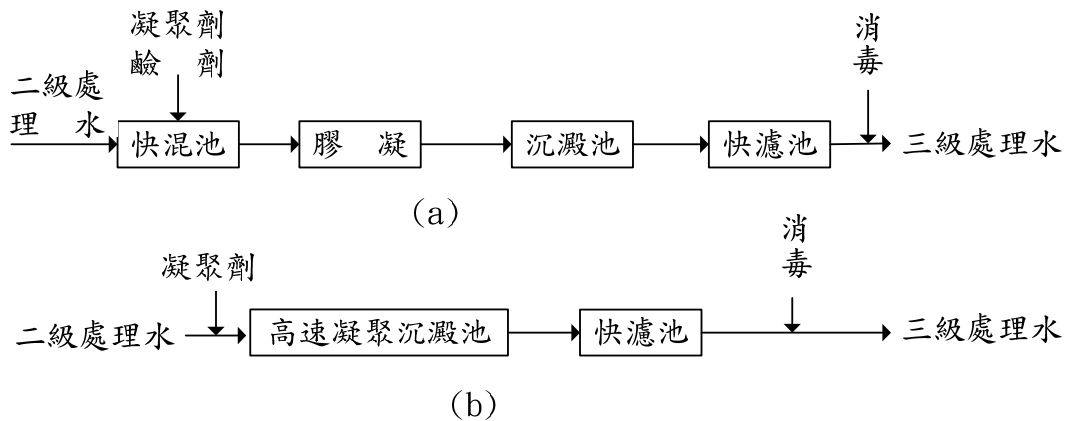 凝聚劑
鹼 劑
消毒
二級處
理 水
快混池
膠 凝
沉澱池
快濾池
三級處理水
(a)
消毒
凝聚劑
二級處理水
高速凝聚沉澱池
快濾池
三級處理水
(b)